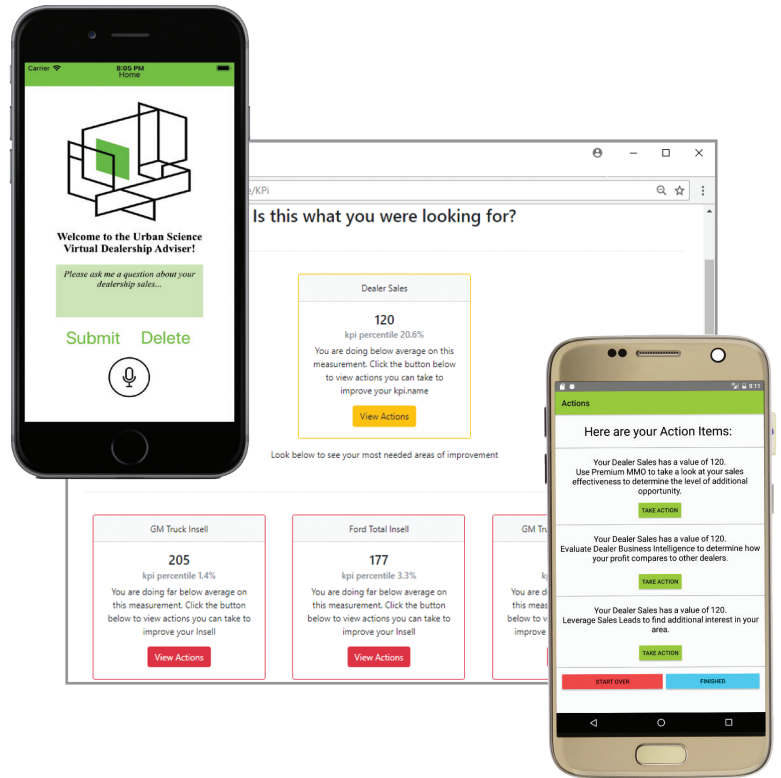 Carrier
8:05 PM
Home
Welcome to the Urban Science
Virtual Dealership Adviser!
Please ask me a question about your
dealership sales...
Submit Delete
/KPi
Is this what you were looking for?
Dealer Sales
120
kpi percentile 20.6%
You are doing below average on this
measurement. Click the button below
to view actions you can take to
improve your kpi.name
View Actions
Look below to see your most needed areas of improvement
GM Truck Insell
205
kpi percentile 1.4%
You are doing far below average on
this measurement. Click the button
below to view actions you can take to
improve your Insell
View Actions
Ford Total Insell
177
kpi percentile 3.3%
You are doing far below average on
this measurement. Click the button
below to view actions you can take to
improve your Insell
View Actions
GM
You are
this
below
improve
8:11
Actions
Here are your Action Items:
Your Dealer Sales has a value of 120.
Use Premium MMO to take a look at your sales
effectiveness to determine the level of additional
opportunity.
TAKE ACTION
Your Dealer Sales has a value of 120.
Evaluate Dealer Business Intelligence to determine how
your profit compares to other dealers.
TAKE ACTION
Your Dealer Sales has a value of 120.
Leverage Sales Leads to find additional interest in your
area.
TAKE ACTION
START OVER FINISHED